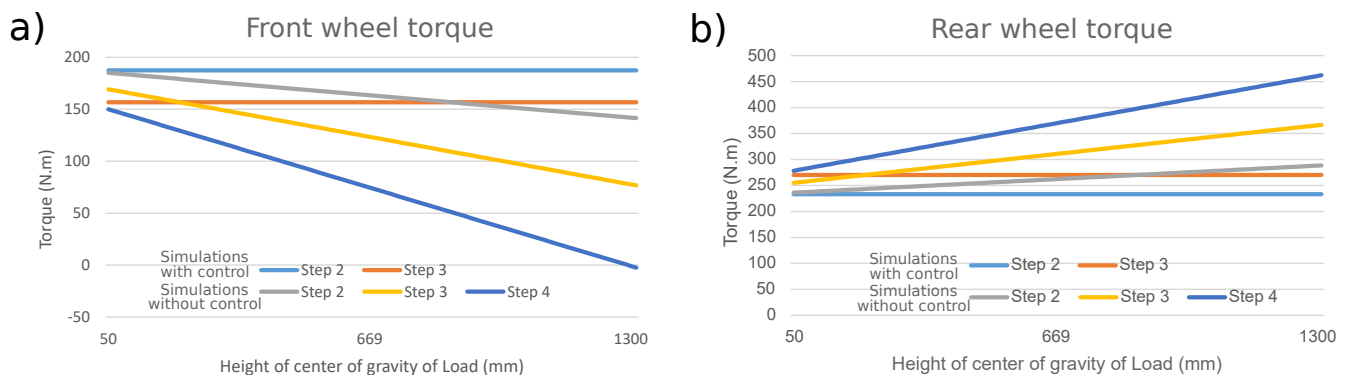 a)
Front wheel torque
200
150
100
50
0
-50
Torque (N.m)
Simulations
with control
Step 2
Step 3
Simulations
without control
Step 2
Step 3
Step 4
50
669
1300
Height of center of gravity of Load (mm)
b)
Rear wheel torque
500
450
400
350
300
250
200
150
100
50
0
Torque (N.m)
Simulations
with control
Step 2
Step 3
Simulations
without control
Step 2
Step 3
Step 4
50
669
1300
Height of center of gravity of Load (mm)